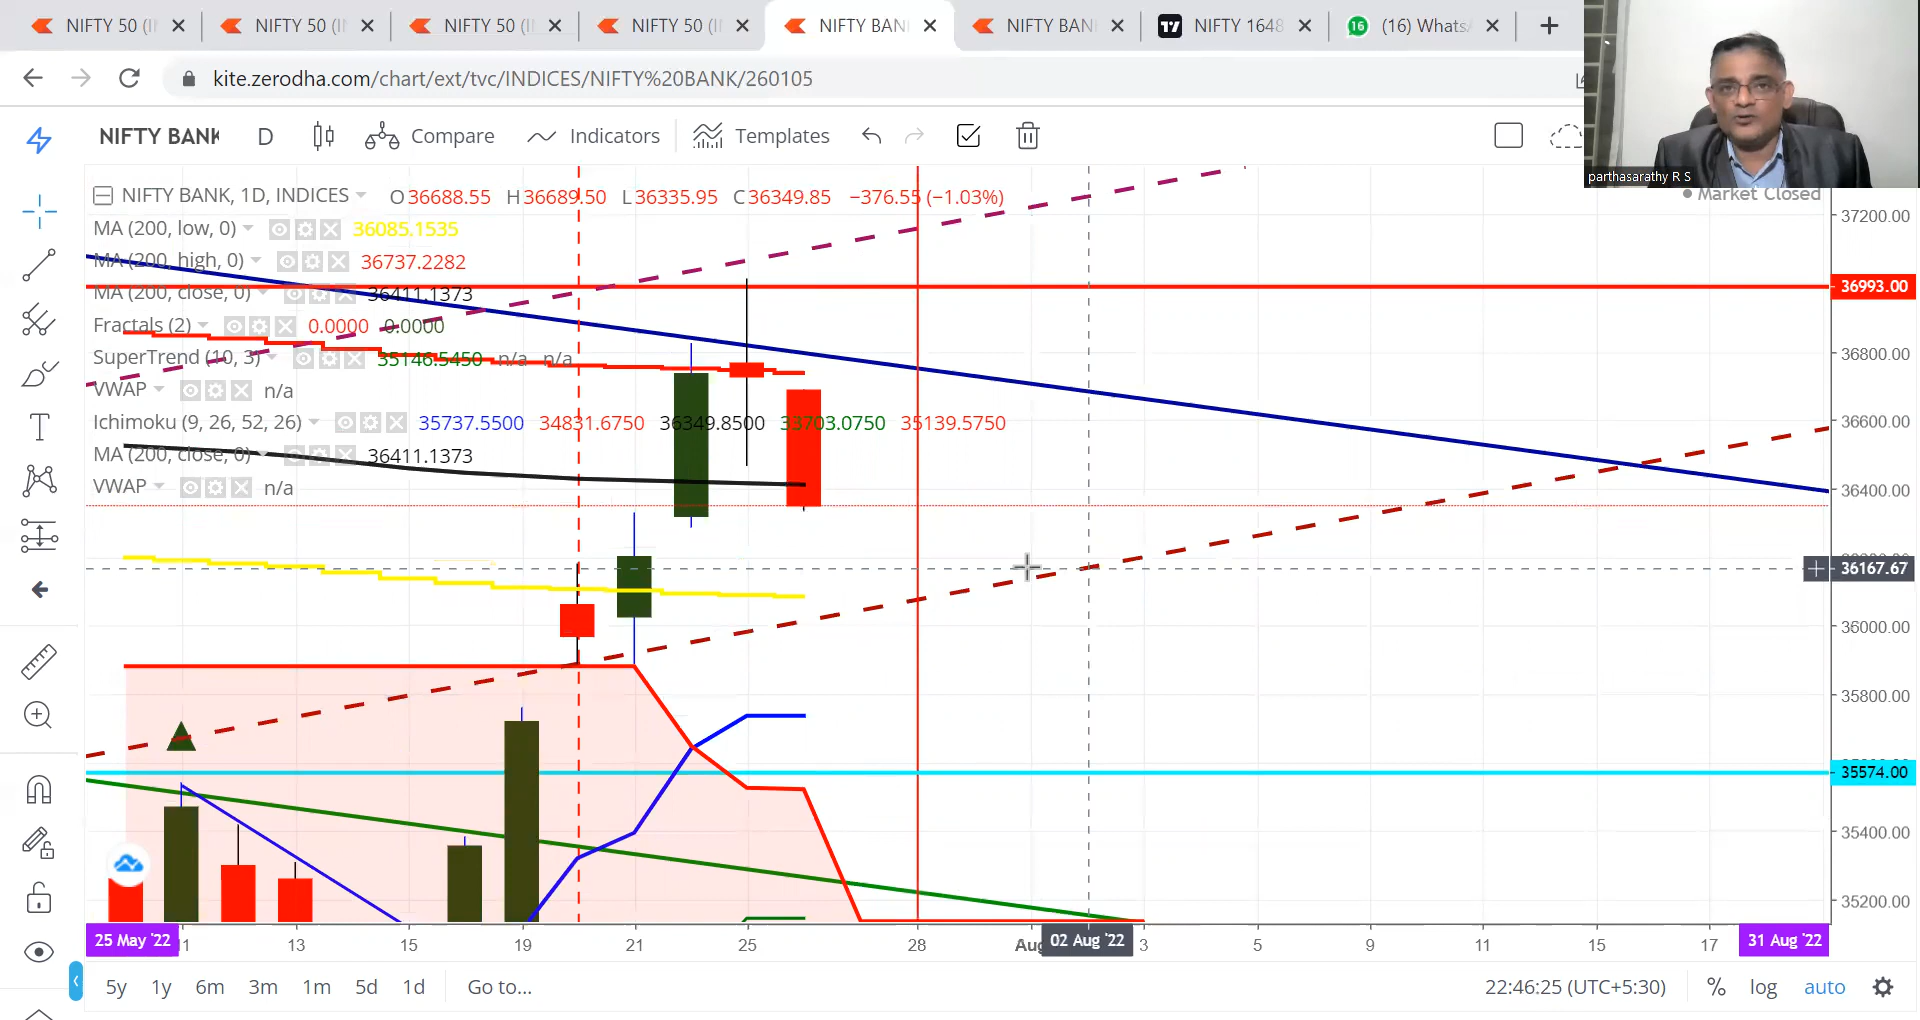 NIFTY 50 (I
NIFTY 50 (I
NIFTY 50 (I
NIFTY 50 (I
NIFTY BAN
NIFTY BAN
NIFTY 1648
16 (16) Whats
kite.zerodha.com/chart/ext/tvc/INDICES/NIFTY%20BANK/260105
NIFTY BANK D Compare Indicators Templates
parthasarathy R S
NIFTY BANK, 1D, INDICES O36688.55 H36689.50 L36335.95 C36349.85 −376.55 (−1.03%)
Market Closed
MA (200, low, 0) 36085.1535
MA (200, high, 0) 36737.2282
MA (200, close, 0) 36411.1373
Fractals (2) 0.0000 0.0000
SuperTrend (10, 3) 35146.5450 n/a n/a
VWAP n/a
Ichimoku (9, 26, 52, 26) 35737.5500 34831.6750 36349.8500 33703.0750 35139.5750
MA (200, close, 0) 36411.1373
VWAP n/a
37200.00
36993.00
36800.00
36600.00
36400.00
36167.67
36000.00
35800.00
35574.00
35400.00
35200.00
25 May '22 11 13 15 19 21 25 28 Aug 02 Aug '22 3 5 9 11 15 17 31 Aug '22
5y 1y 6m 3m 1m 5d 1d Go to... 22:46:25 (UTC+5:30) % log auto